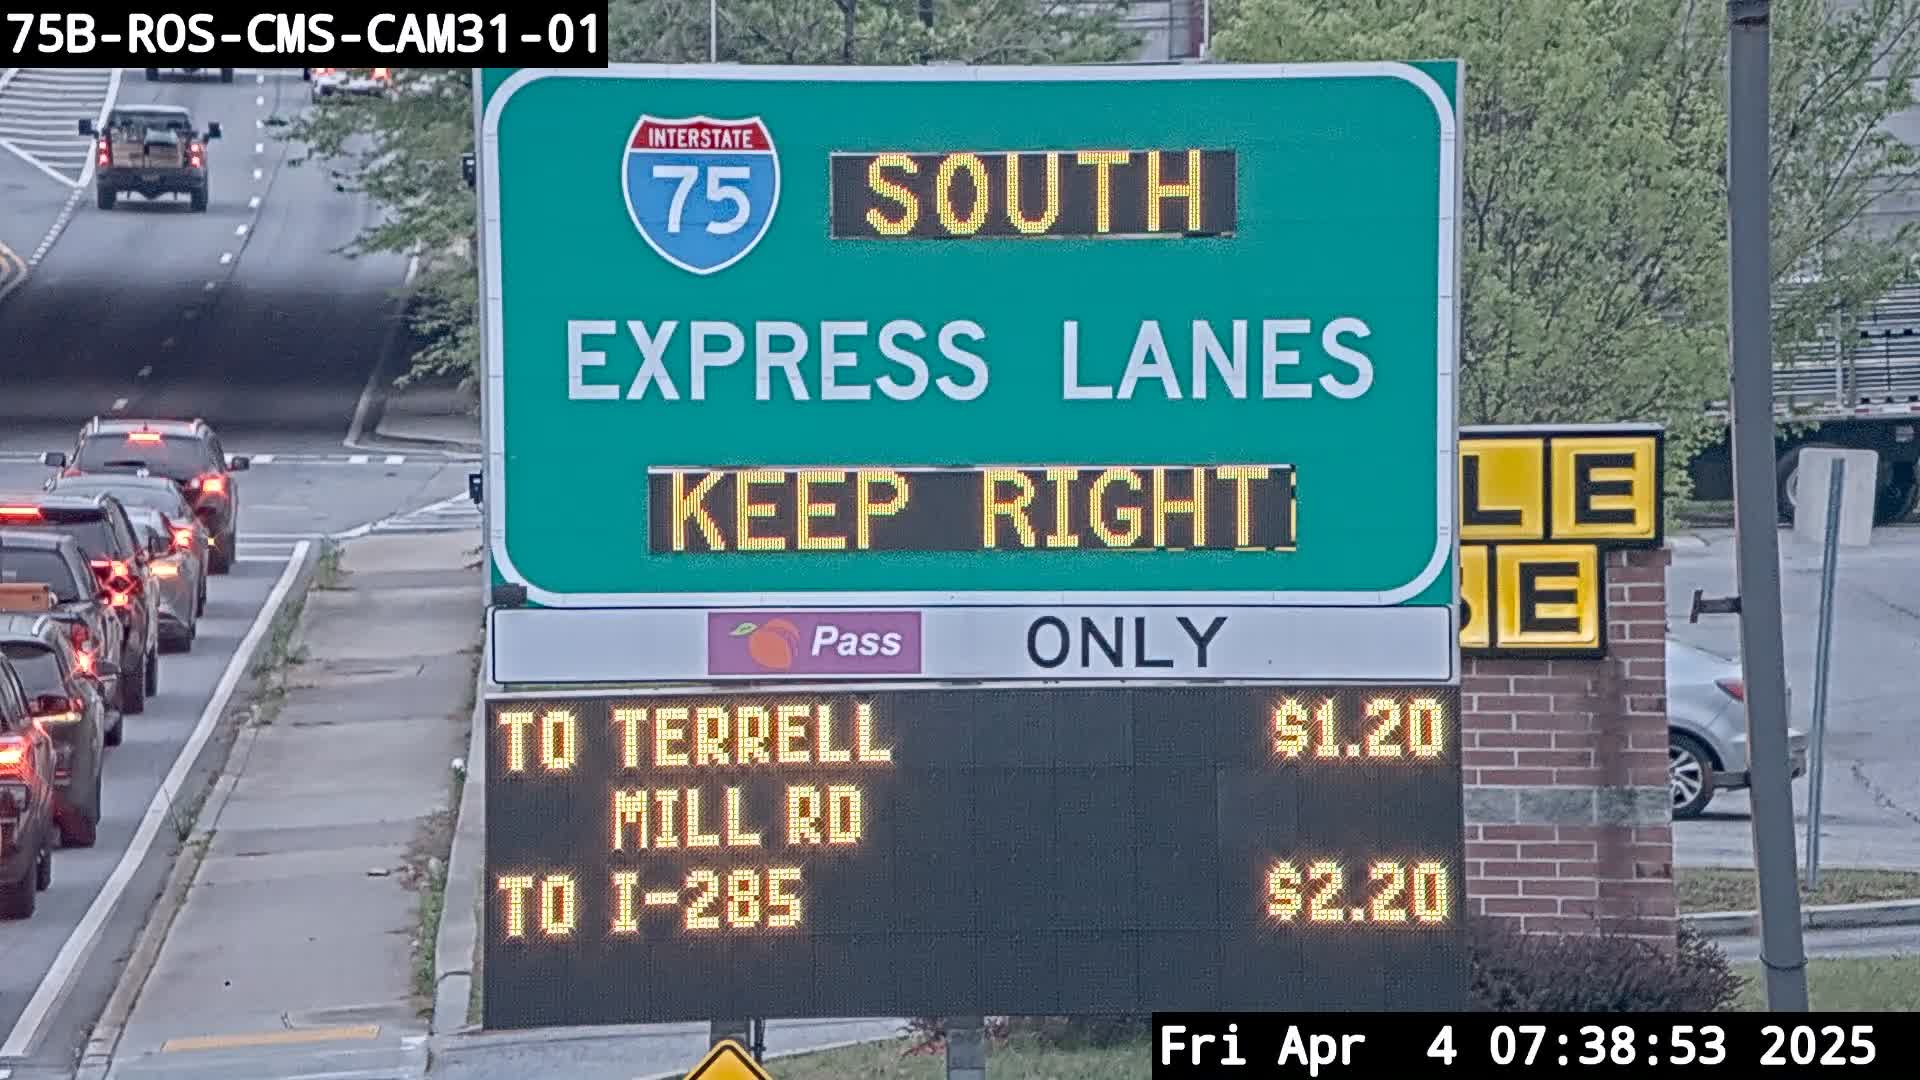 75B-ROS-CMS-CAM31-01
INTERSTATE
75
SOUTH
EXPRESS LANES
KEEP RIGHT
Pass ONLY
TO TERRELL $1.20
MILL RD
TO I-285 $2.20
LE
E
Fri Apr 4 07:38:53 2025